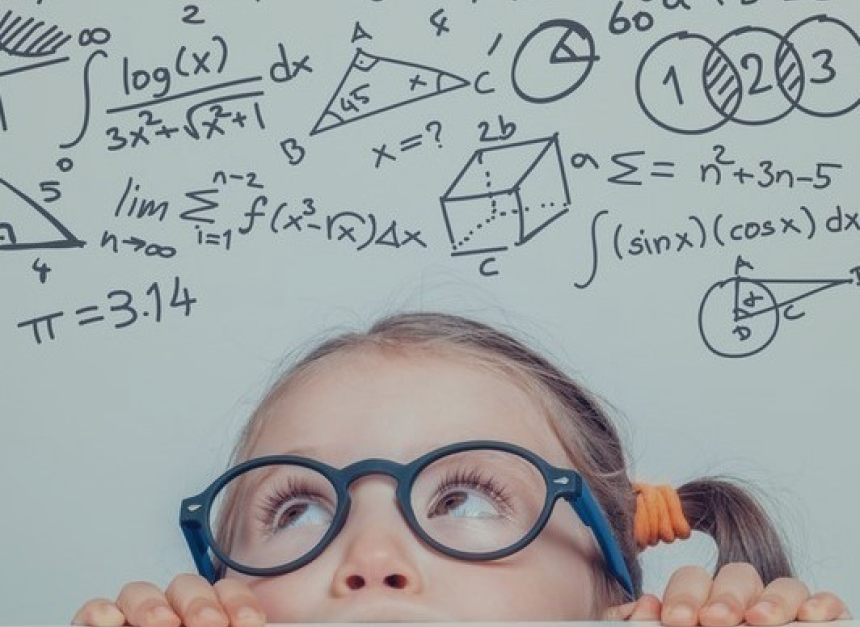 2
4
60
∞ ∫ 0 log(x) dx
3x²+√x²+1
A
45 x C
B
x=?
1 2 3
2b
a
c
Σ= n²+3n-5
5
4
lim n→∞ n-2 Σ i=1 f(x³-√x)Δx
∫(sinx)(cosx) dx
π=3.14
A
α
D C